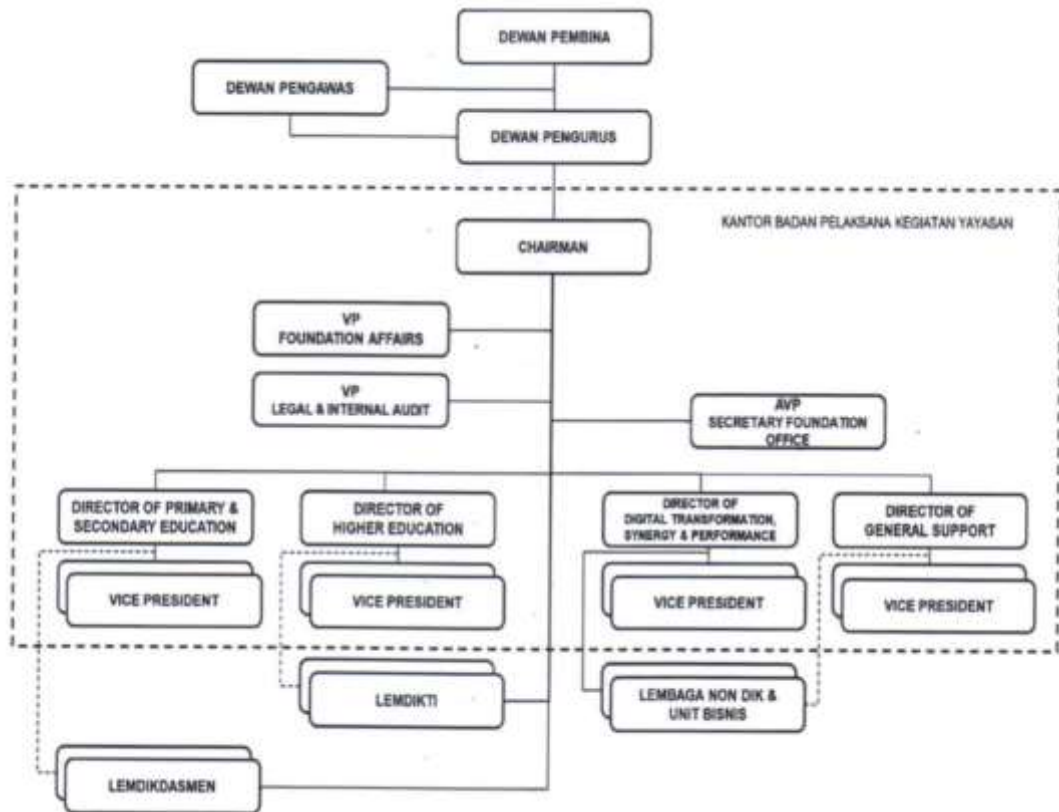 DEWAN PEMBINA
DEWAN PENGAWAS
DEWAN PENGURUS
KANTOR BADAN PELAKSANA KEGIATAN YAYASAN
CHAIRMAN
VP
FOUNDATION AFFAIRS
VP
LEGAL & INTERNAL AUDIT
AVP
SECRETARY FOUNDATION
OFFICE
DIRECTOR OF PRIMARY &
SECONDARY EDUCATION
DIRECTOR OF
HIGHER EDUCATION
DIRECTOR OF
DIGITAL TRANSFORMATION,
SYNERGY & PERFORMANCE
DIRECTOR OF
GENERAL SUPPORT
VICE PRESIDENT
VICE PRESIDENT
VICE PRESIDENT
VICE PRESIDENT
LEMDIKTI
LEMBAGA NON DIK &
UNIT BISNIS
LEMDIKDASMEN